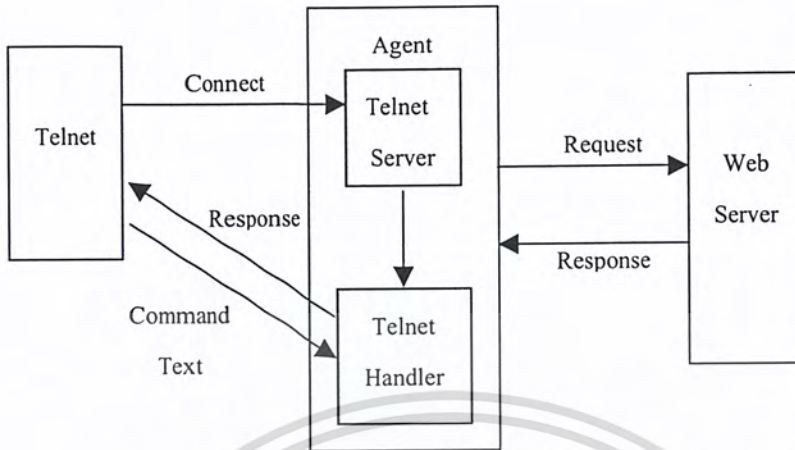 Agent
Connect
Telnet
Server
Telnet
Request
Web
Server
Response
Response
Command
Text
Telnet
Handler